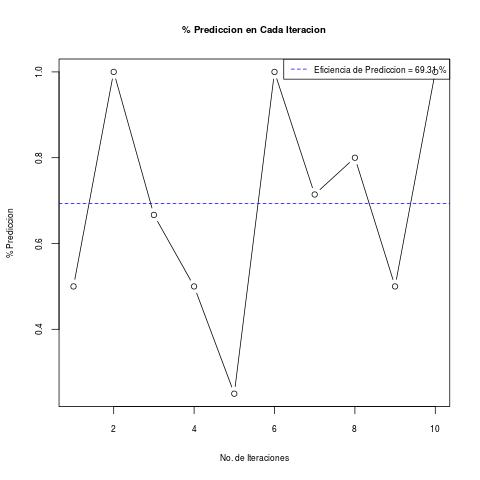 % Prediccion en Cada Iteracion
Eficiencia de Prediccion = 69.31 %
1.0
0.8
0.6
0.4
% Prediccion
2 4 6 8 10
No. de Iteraciones